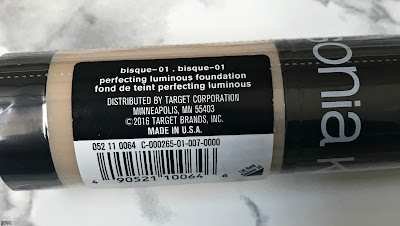 bisque-01 . bisque-01
perfecting luminous foundation
fond de teint perfecting luminous
DISTRIBUTED BY TARGET CORPORATION
MINNEAPOLIS, MN 55403
©2016 TARGET BRANDS, INC.
MADE IN U.S.A.
052 11 0064 C-000265-01-007-0000
4 90521 10064 6
onia k